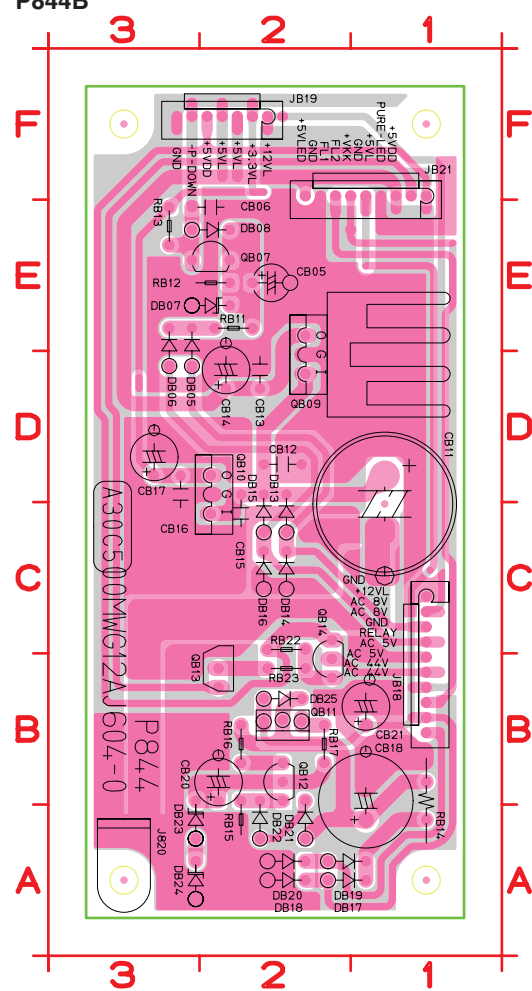 P844B
3
2
1
F
F
JB19
GND
-P-DOWN
+5VDD
+5VL
+5VL
+3.3VL
+12VL
+5VLED
GND
FL1
FL2
+VKK
GND
+5VL
PURE-LED
+5VDD
JB21
RB13
CB06
DB08
QB07
E
E
RB12
CB05
DB07
RB11
O
G
I
DB06
DB05
CB14
CB13
QB09
D
D
CB11
CB12
CB17
QB10
O
G
I
DB15
DB13
CB16
CB15
A30C500MWG12AJ604-0
C
C
GND
+12VL
AC 8V
AC 8V
GND
RELAY
AC 5V
AC 5V
AC 44V
AC 44V
DB16
DB14
QB14
RB22
RB23
QB13
JB18
DB25
QB11
CB21
CB18
B
B
P844
RB16
RB17
CB20
QB12
DB23
RB15
DB22
DB21
RB14
J820
A
A
DB24
DB20
DB18
DB19
DB17
3
2
1